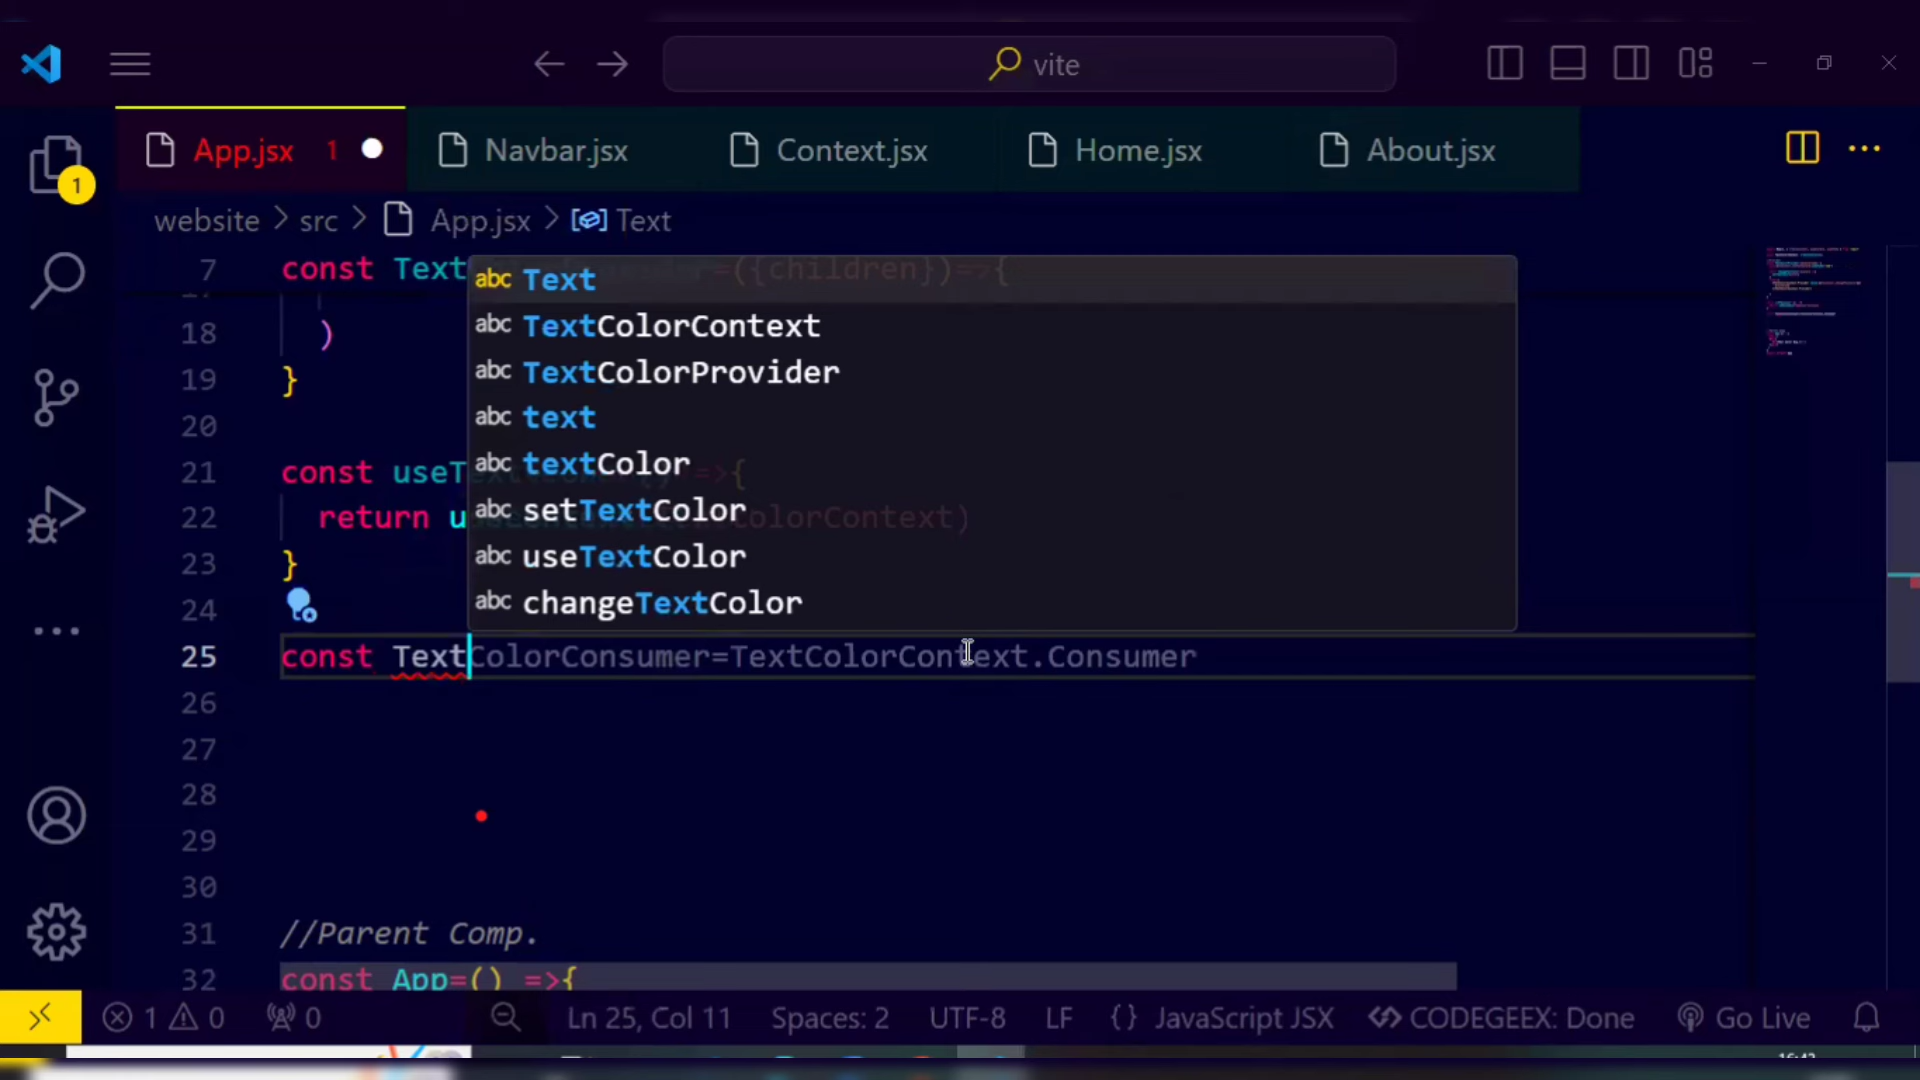 vite
App.jsx 1 Navbar.jsx Context.jsx Home.jsx About.jsx
1
website > src > App.jsx > Text
7 const Text =({children})=>{
abc Text
abc TextColorContext
18 )
abc TextColorProvider
19 }
abc text
20
abc textColor
21 const useT =>{
abc setTextColor
22 return u colorContext)
abc useTextColor
23 }
abc changeTextColor
24
25 const TextColorConsumer=TextColorContext.Consumer
26
27
28
29
30
31 //Parent Comp.
32 const App=() =>{
1 0 0 Ln 25, Col 11 Spaces: 2 UTF-8 LF {} JavaScript JSX CODEGEEX: Done Go Live